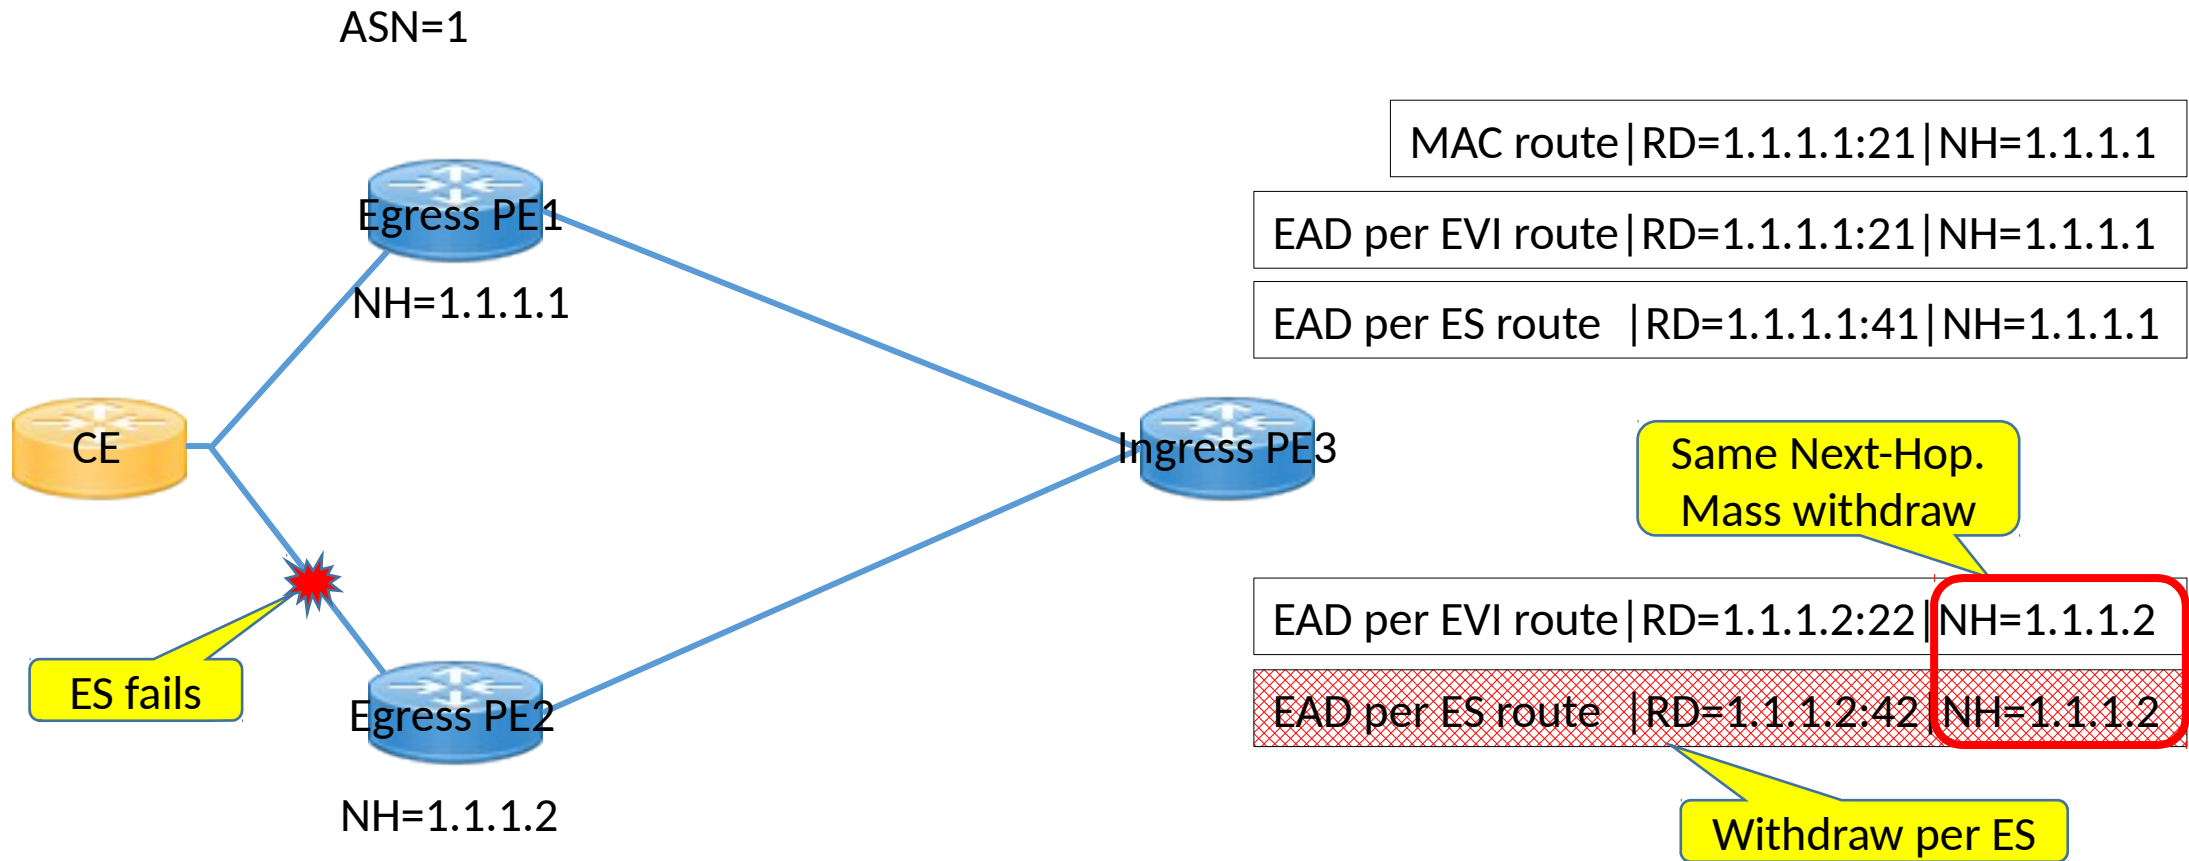 ASN=1
MAC route|RD=1.1.1.1:21|NH=1.1.1.1
Egress PE1
EAD per EVI route|RD=1.1.1.1:21|NH=1.1.1.1
NH=1.1.1.1
EAD per ES route |RD=1.1.1.1:41|NH=1.1.1.1
CE
Ingress PE3
Same Next-Hop.
Mass withdraw
EAD per EVI route|RD=1.1.1.2:22|NH=1.1.1.2
ES fails
Egress PE2
EAD per ES route |RD=1.1.1.2:42|NH=1.1.1.2
NH=1.1.1.2
Withdraw per ES